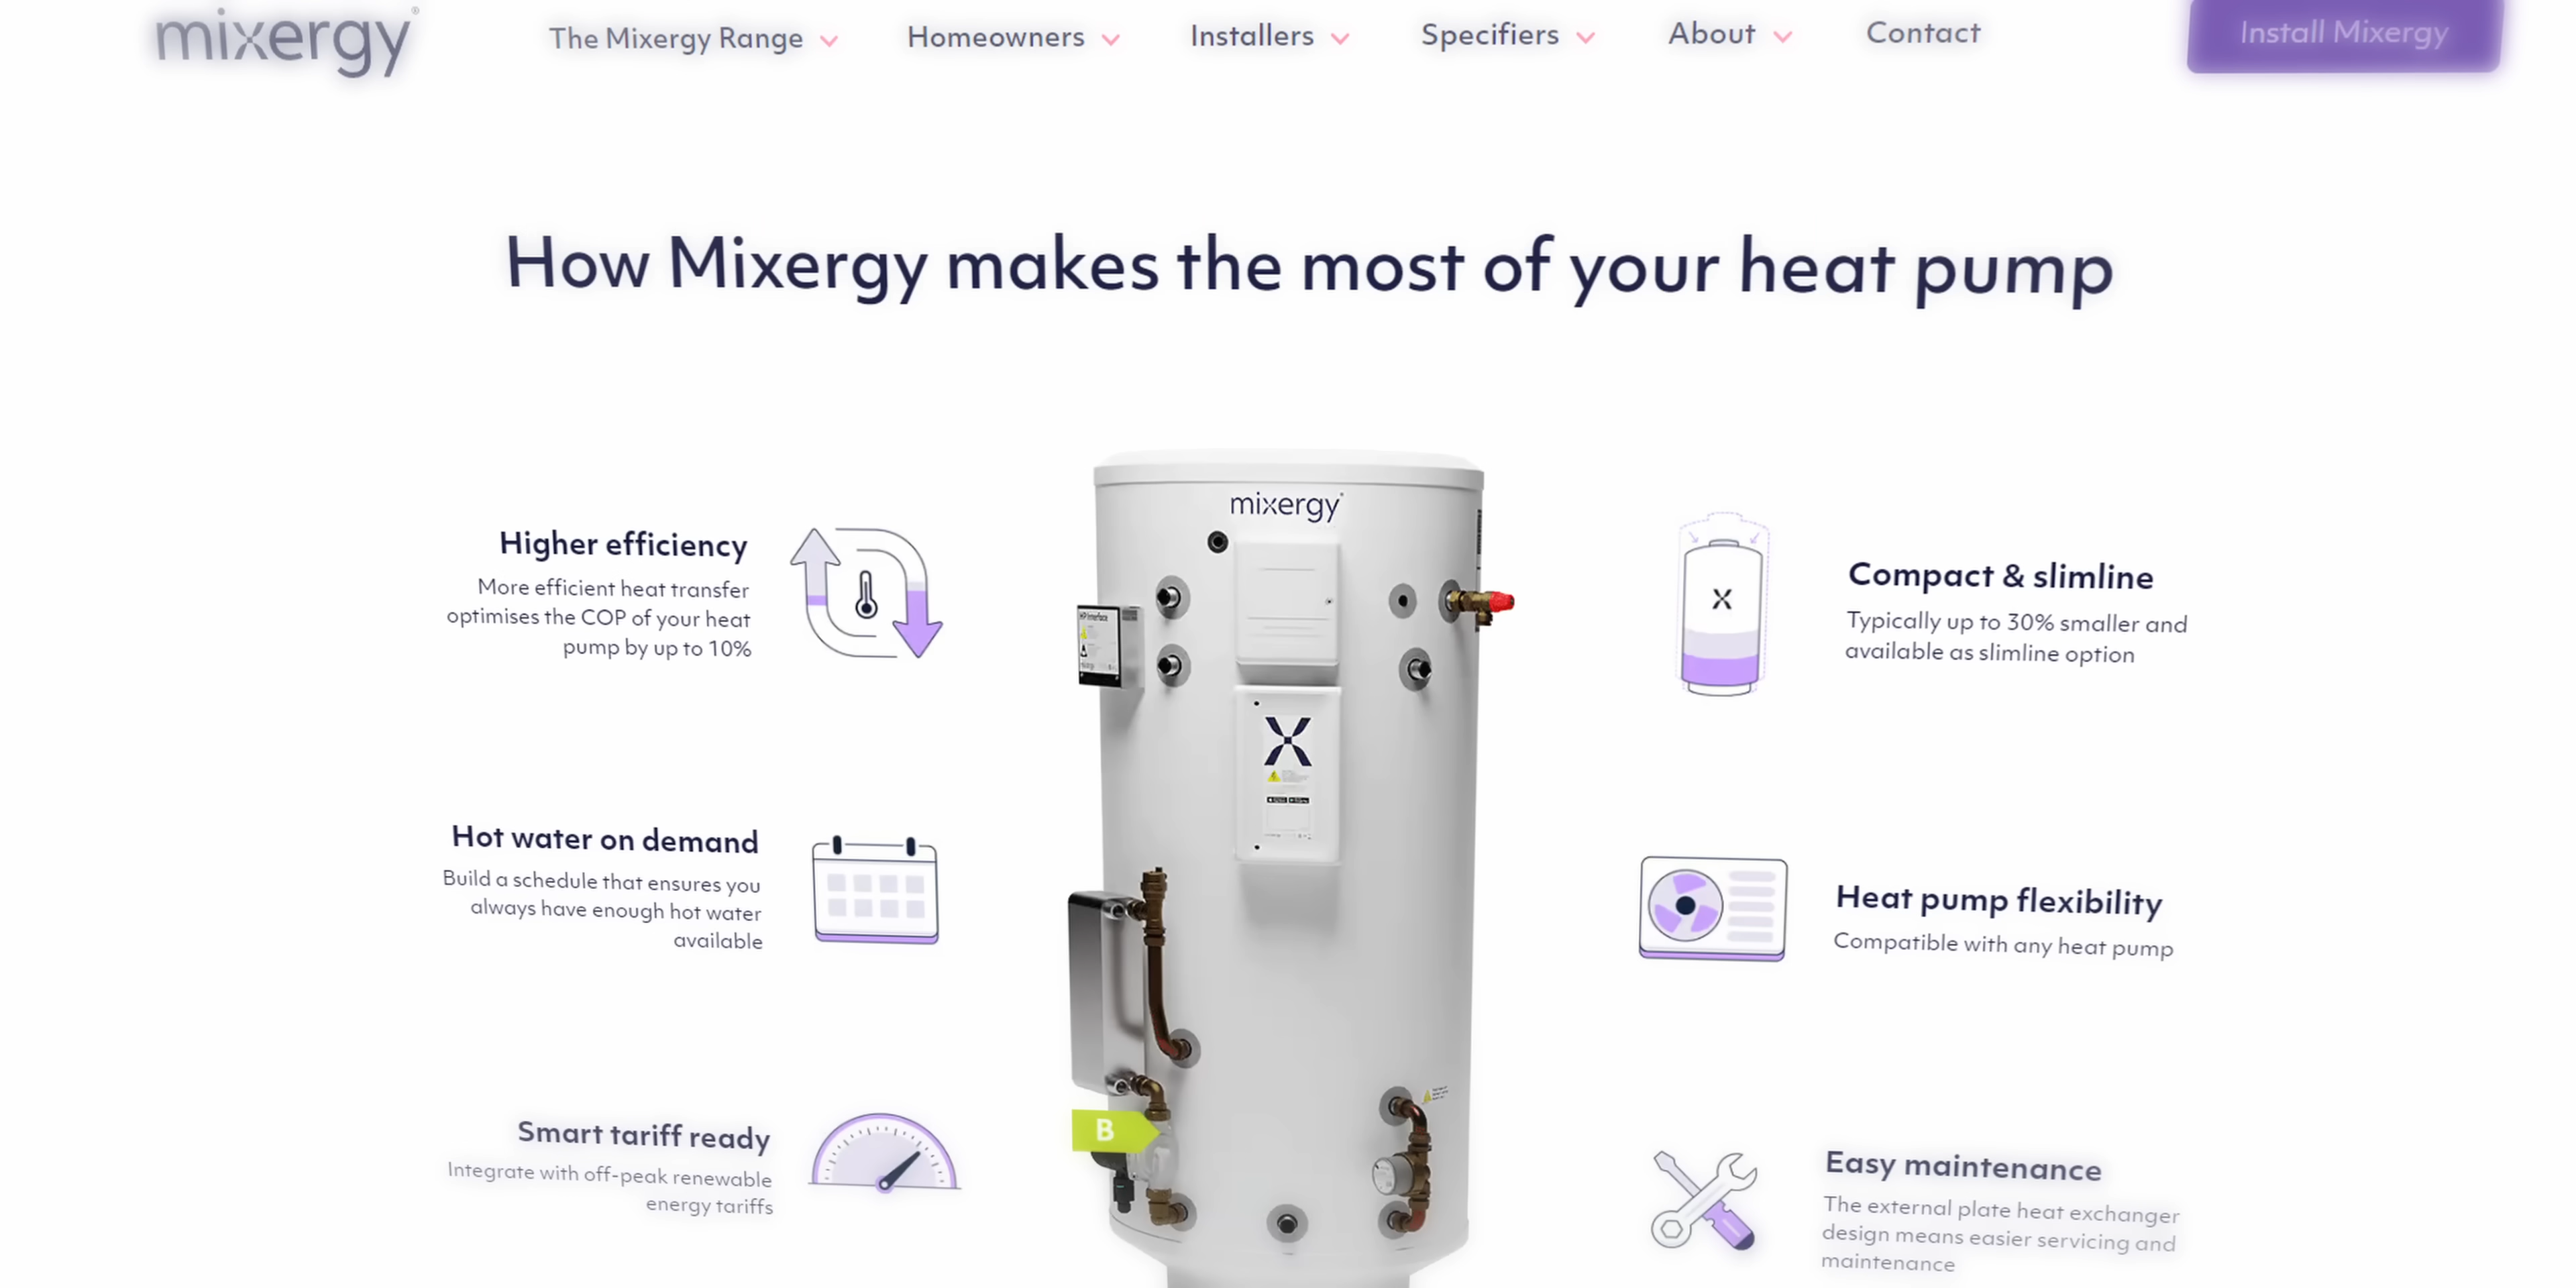 mixergy
The Mixergy Range
Homeowners
Installers
Specifiers
About
Contact
Install Mixergy
How Mixergy makes the most of your heat pump
Higher efficiency
More efficient heat transfer
optimises the COP of your heat
pump by up to 10%
Hot water on demand
Build a schedule that ensures you
always have enough hot water
available
Smart tariff ready
Integrate with off-peak renewable
energy tariffs
mixergy
HP Interface
X
B
X
Compact & slimline
Typically up to 30% smaller and
available as slimline option
Heat pump flexibility
Compatible with any heat pump
Easy maintenance
The external plate heat exchanger
design means easier servicing and
maintenance